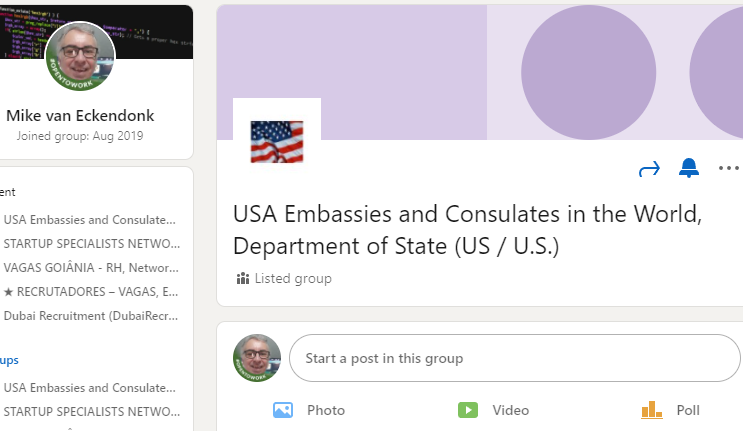 #OPENTOWORK
Mike van Eckendonk
Joined group: Aug 2019
ent
USA Embassies and Consulate...
STARTUP SPECIALISTS NETWO...
VAGAS GOIÂNIA - RH, Networ...
★ RECRUTADORES – VAGAS, E...
Dubai Recruitment (DubaiRecr...
ups
USA Embassies and Consulate...
STARTUP SPECIALISTS NETWO...
USA Embassies and Consulates in the World,
Department of State (US / U.S.)
Listed group
Start a post in this group
Photo Video Poll